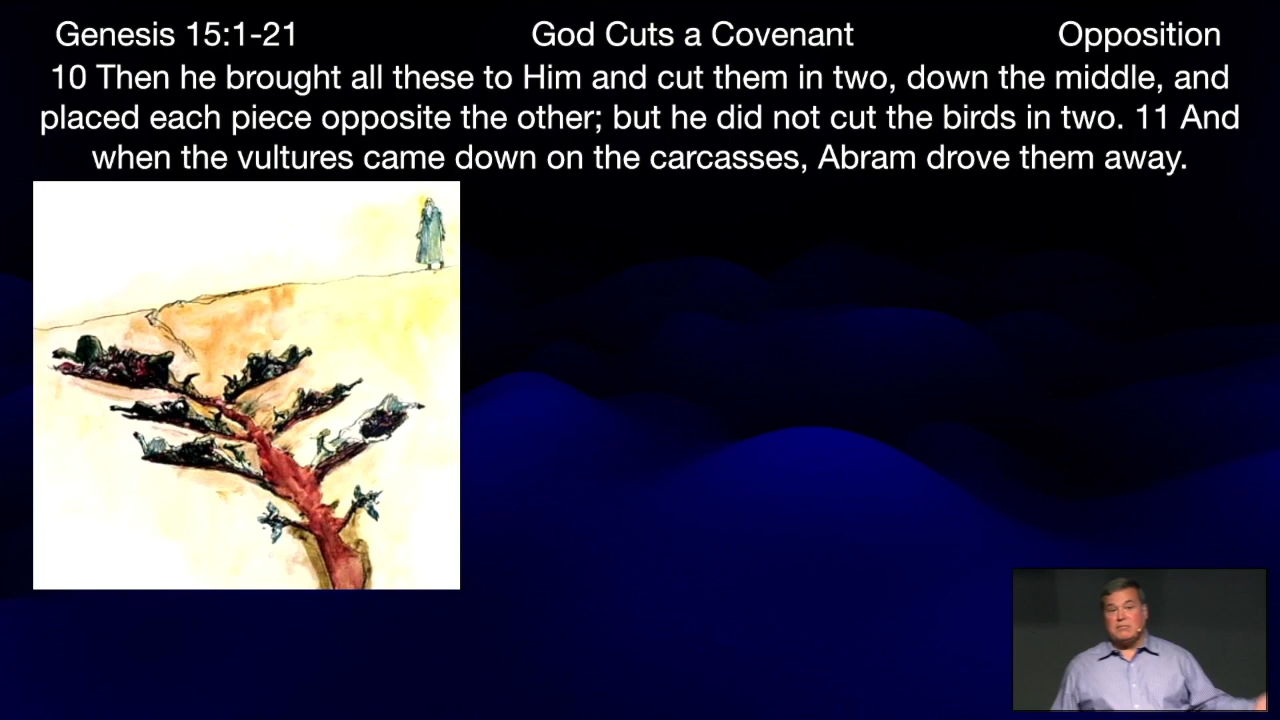 Genesis 15:1-21 God Cuts a Covenant Opposition
10 Then he brought all these to Him and cut them in two, down the middle, and
placed each piece opposite the other; but he did not cut the birds in two. 11 And
when the vultures came down on the carcasses, Abram drove them away.